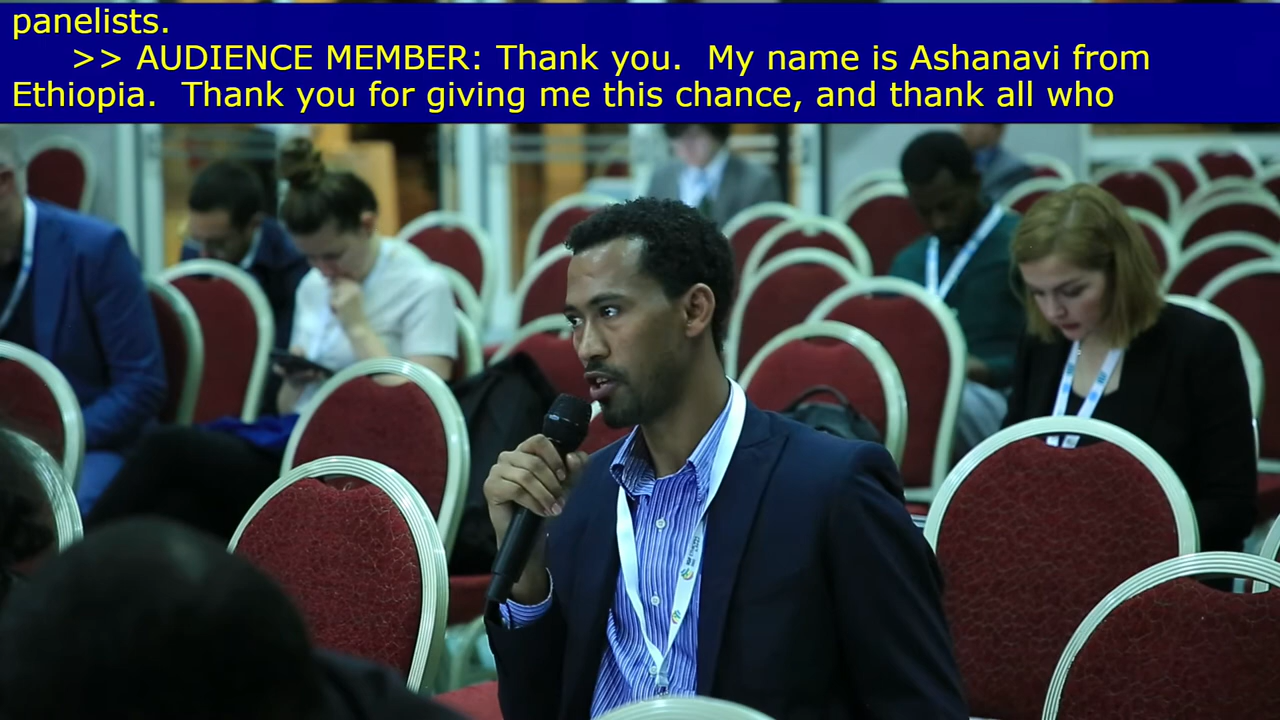 panelists.
>> AUDIENCE MEMBER: Thank you.  My name is Ashanavi from
Ethiopia.  Thank you for giving me this chance, and thank all who